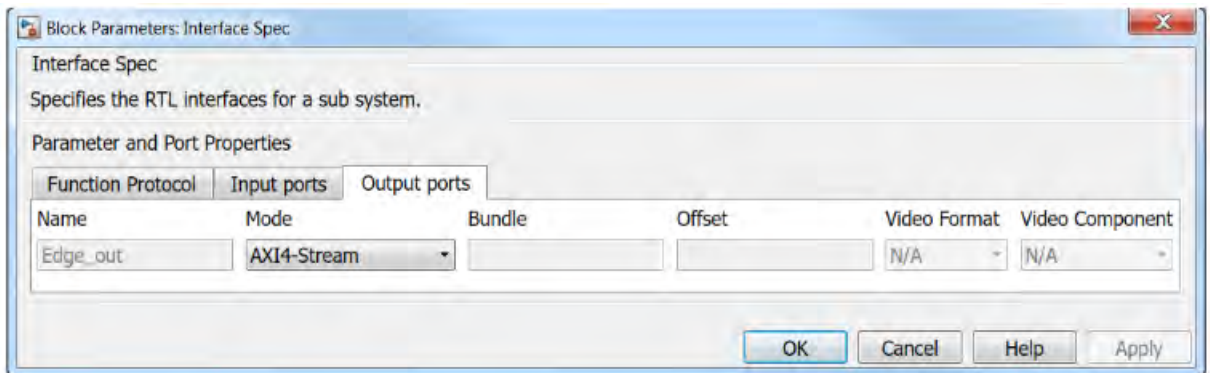 Block Parameters: Interface Spec
Interface Spec
Specifies the RTL interfaces for a sub system.
Parameter and Port Properties
Function Protocol Input ports Output ports
Name Mode Bundle Offset Video Format Video Component
Edge_out AXI4-Stream N/A N/A
OK Cancel Help Apply